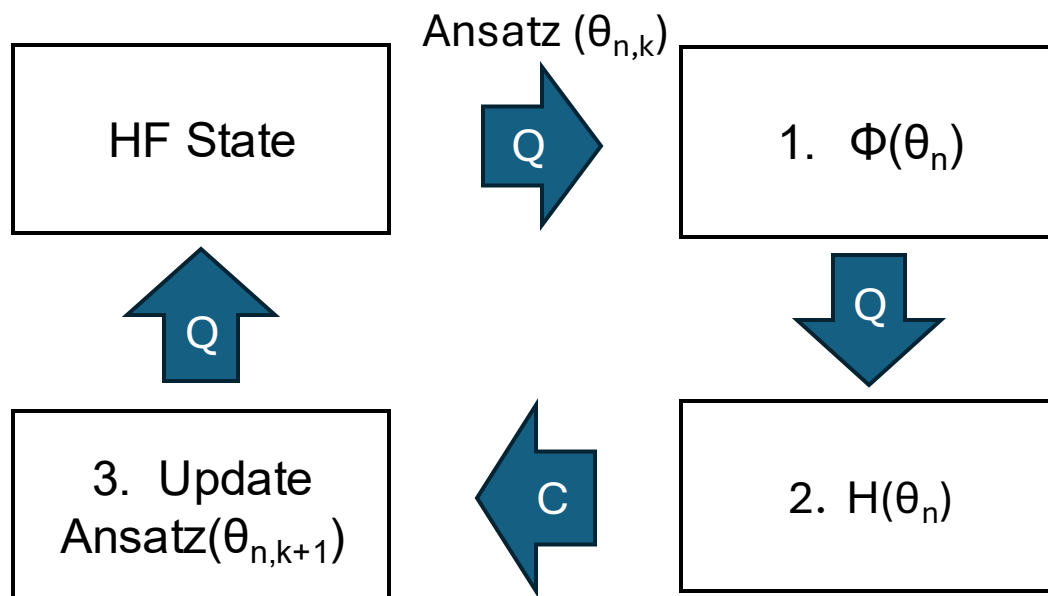 Ansatz (θₙ,ₖ)
HF State
Q
1. Φ(θₙ)
Q
Q
3. Update
Ansatz(θₙ,ₖ₊₁)
C
2. H(θₙ)